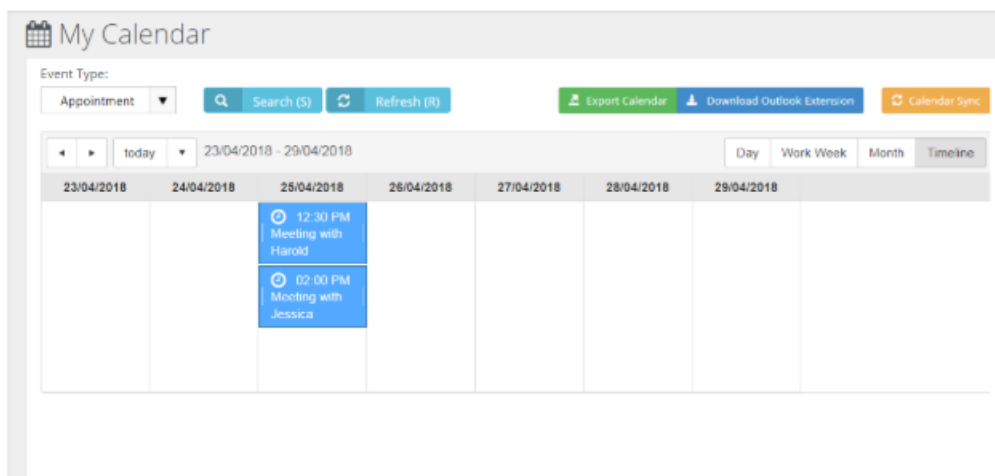 My Calendar
Event Type:
Appointment Search (S) Refresh (R) Export Calendar Download Outlook Extension Calendar Sync
today 23/04/2018 - 29/04/2018 Day Work Week Month Timeline
23/04/2018 24/04/2018 25/04/2018 26/04/2018 27/04/2018 28/04/2018 29/04/2018
12:30 PM
Meeting with
Harold
02:00 PM
Meeting with
Jessica